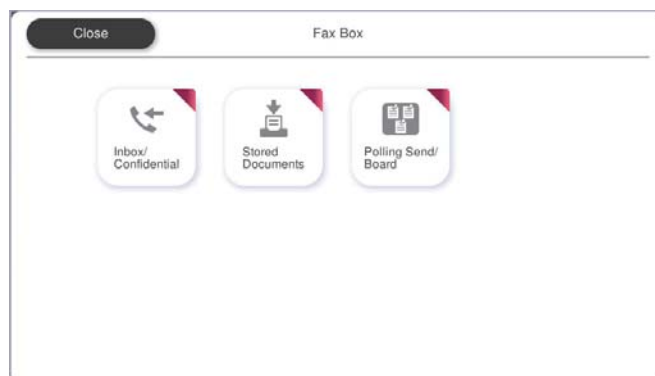 Close
Fax Box
Inbox/
Confidential
Stored
Documents
Polling Send/
Board